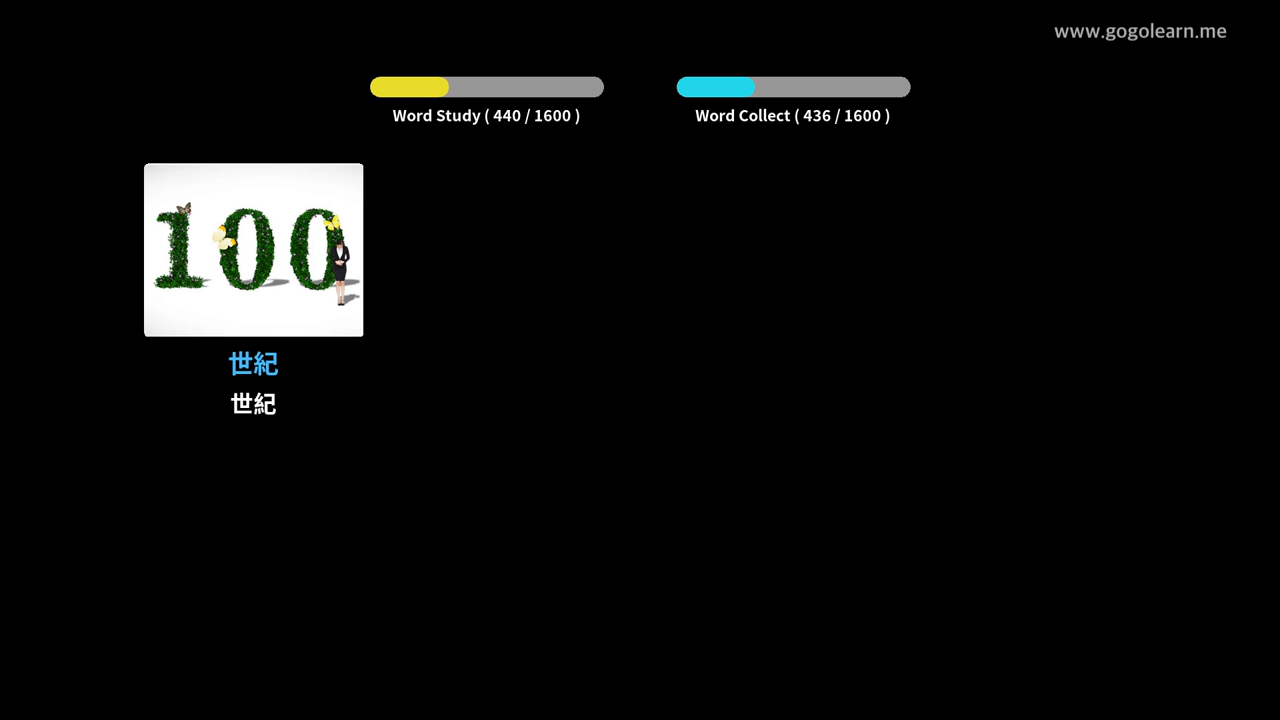 www.gogolearn.me
Word Study ( 440 / 1600 )
Word Collect ( 436 / 1600 )
100
世紀
世紀